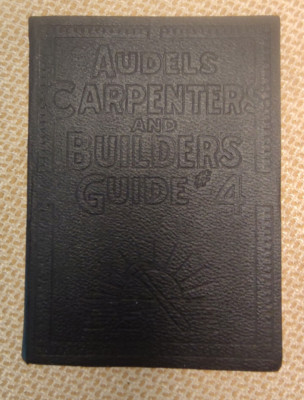 AUDELS
CARPENTERS
AND
BUILDERS
GUIDE #4